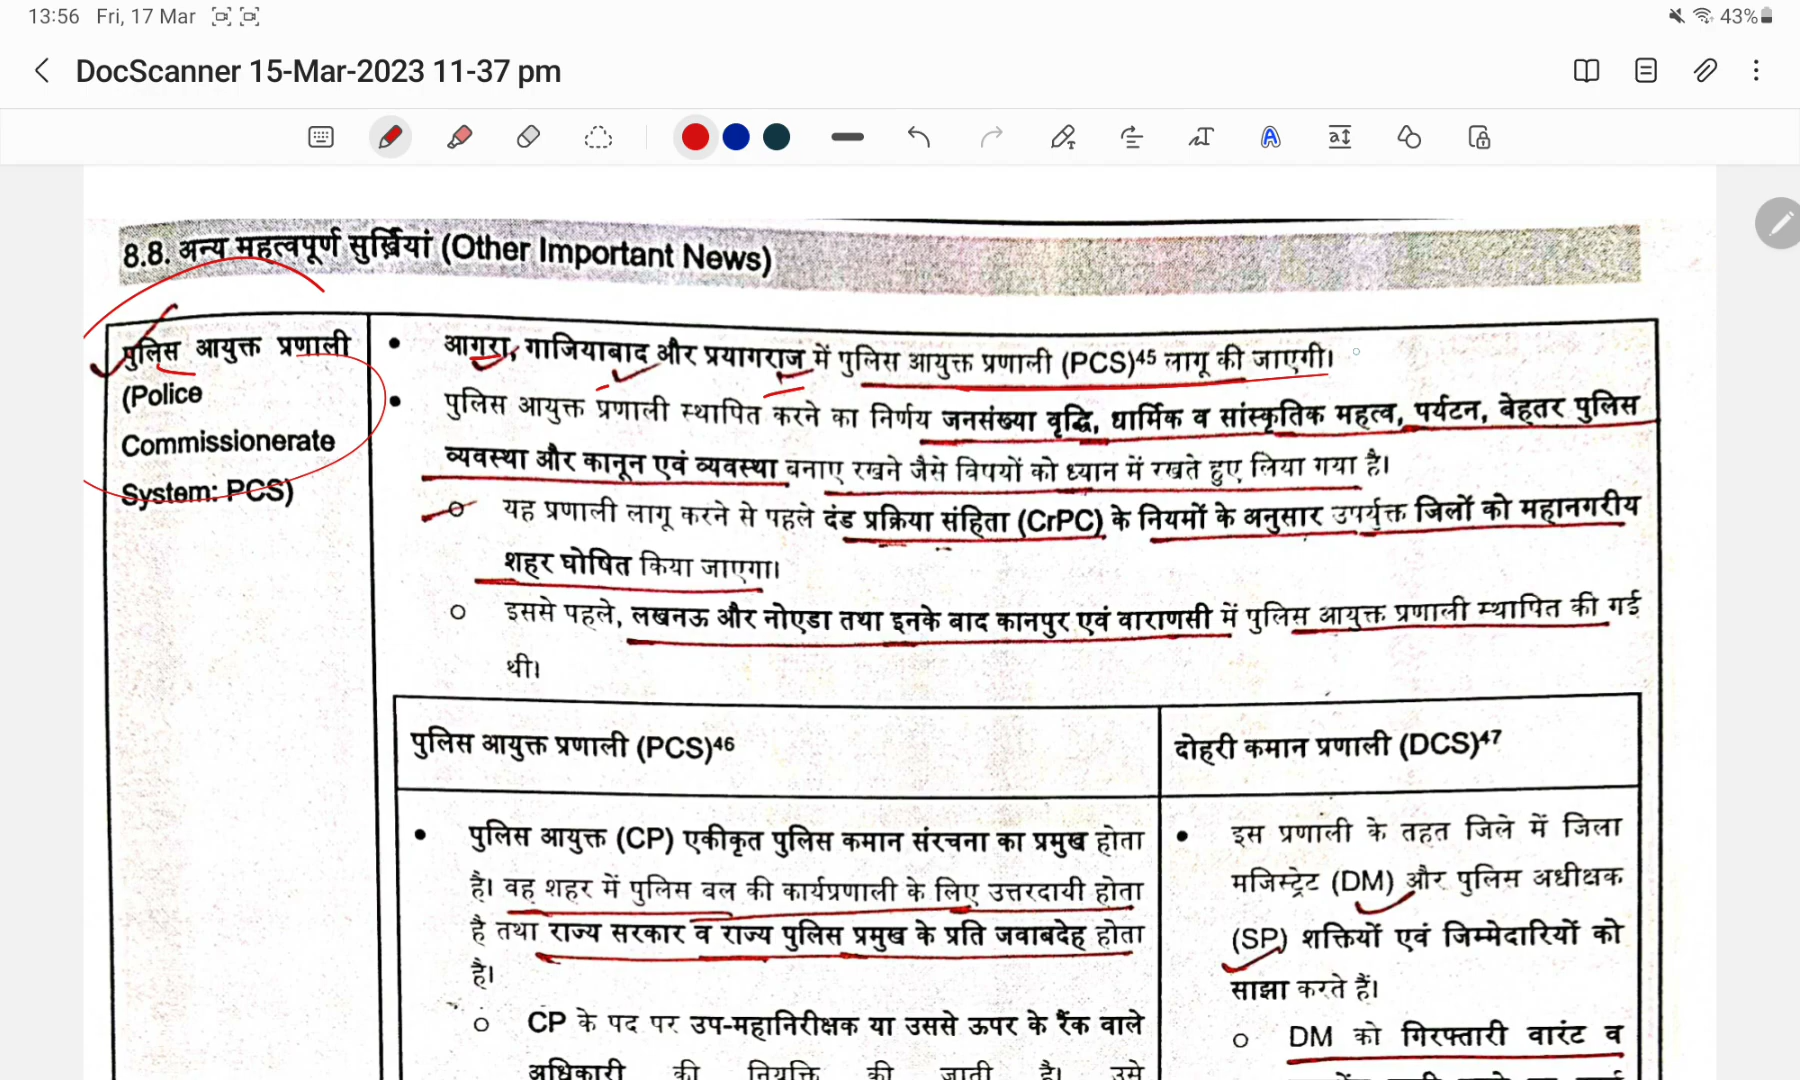 13:56 Fri, 17 Mar
43%
DocScanner 15-Mar-2023 11-37 pm
8.8. अन्य महत्वपूर्ण सुर्ख़ियां (Other Important News)
पुलिस आयुक्त प्रणाली
(Police
Commissionerate
System: PCS)
• आगरा, गाजियाबाद और प्रयागराज में पुलिस आयुक्त प्रणाली (PCS)45 लागू की जाएगी।
• पुलिस आयुक्त प्रणाली स्थापित करने का निर्णय जनसंख्या वृद्धि, धार्मिक व सांस्कृतिक महत्व, पर्यटन, बेहतर पुलिस
व्यवस्था और कानून एवं व्यवस्था बनाए रखने जैसे विषयों को ध्यान में रखते हुए लिया गया है।
o यह प्रणाली लागू करने से पहले दंड प्रक्रिया संहिता (CrPC) के नियमों के अनुसार उपर्युक्त जिलों को महानगरीय
शहर घोषित किया जाएगा।
o इससे पहले, लखनऊ और नोएडा तथा इनके बाद कानपुर एवं वाराणसी में पुलिस आयुक्त प्रणाली स्थापित की गई
थी।
पुलिस आयुक्त प्रणाली (PCS)46
• पुलिस आयुक्त (CP) एकीकृत पुलिस कमान संरचना का प्रमुख होता
है। वह शहर में पुलिस बल की कार्यप्रणाली के लिए उत्तरदायी होता
है तथा राज्य सरकार व राज्य पुलिस प्रमुख के प्रति जवाबदेह होता
है।
o CP के पद पर उप-महानिरीक्षक या उससे ऊपर के रैंक वाले
अधिकारी की नियुक्ति की जाती है। उसे
दोहरी कमान प्रणाली (DCS)47
• इस प्रणाली के तहत जिले में जिला
मजिस्ट्रेट (DM) और पुलिस अधीक्षक
(SP) शक्तियों एवं जिम्मेदारियों को
साझा करते हैं।
o DM को गिरफ्तारी वारंट व